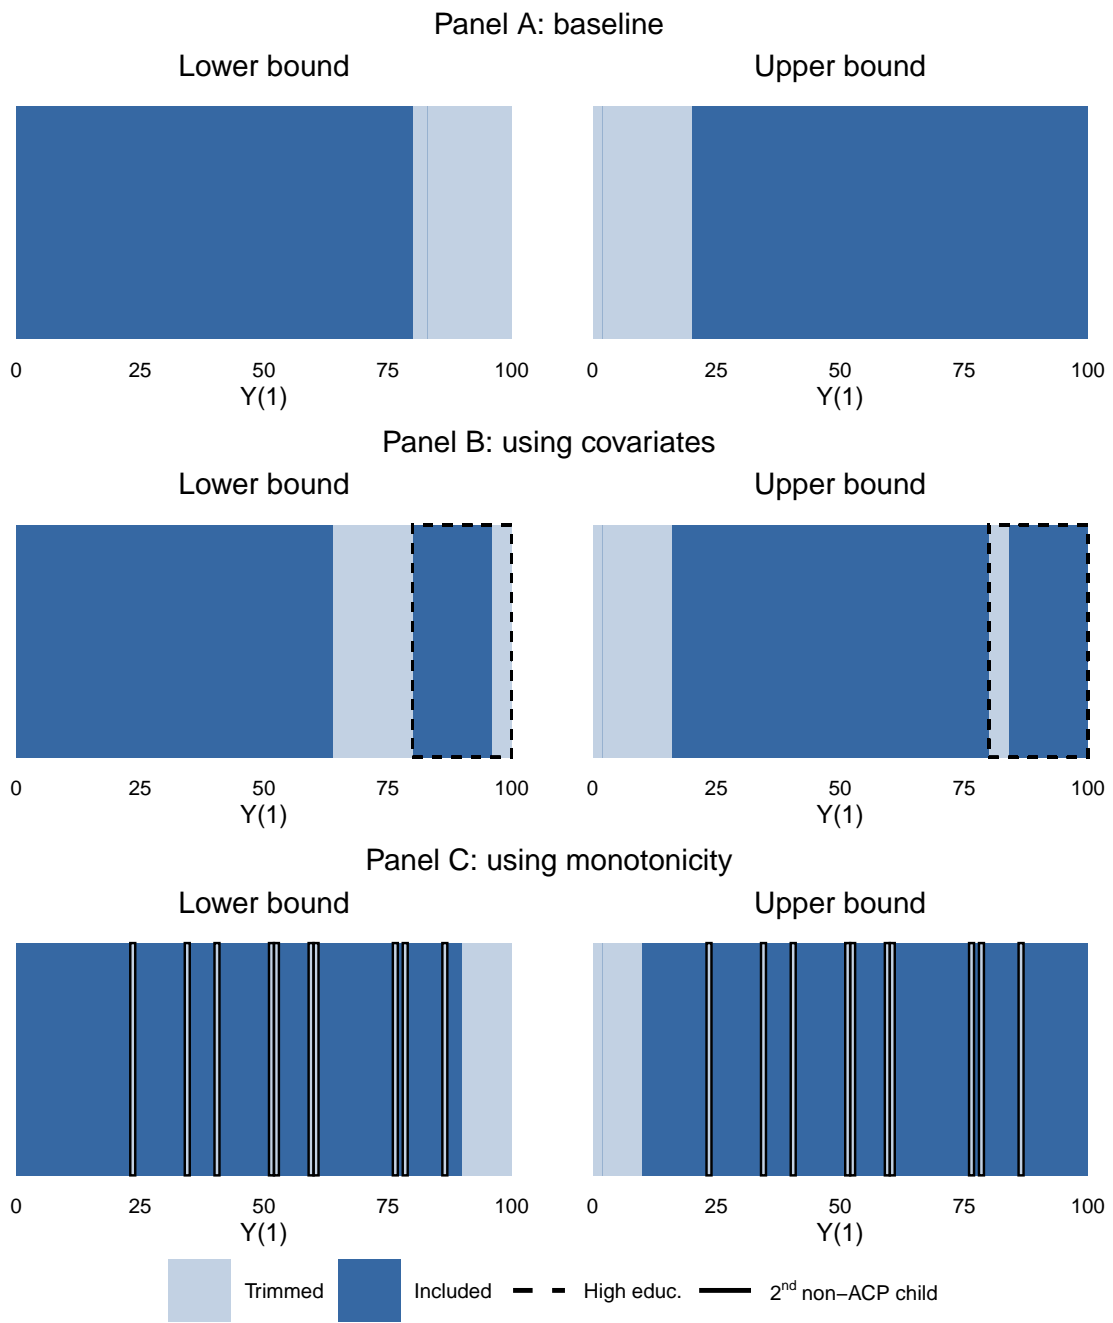 Panel A: baseline
Lower bound
Upper bound
0 25 50 75 100
Y(1)
0 25 50 75 100
Y(1)
Panel B: using covariates
Lower bound
Upper bound
0 25 50 75 100
Y(1)
0 25 50 75 100
Y(1)
Panel C: using monotonicity
Lower bound
Upper bound
0 25 50 75 100
Y(1)
0 25 50 75 100
Y(1)
Trimmed Included High educ. 2nd non−ACP child